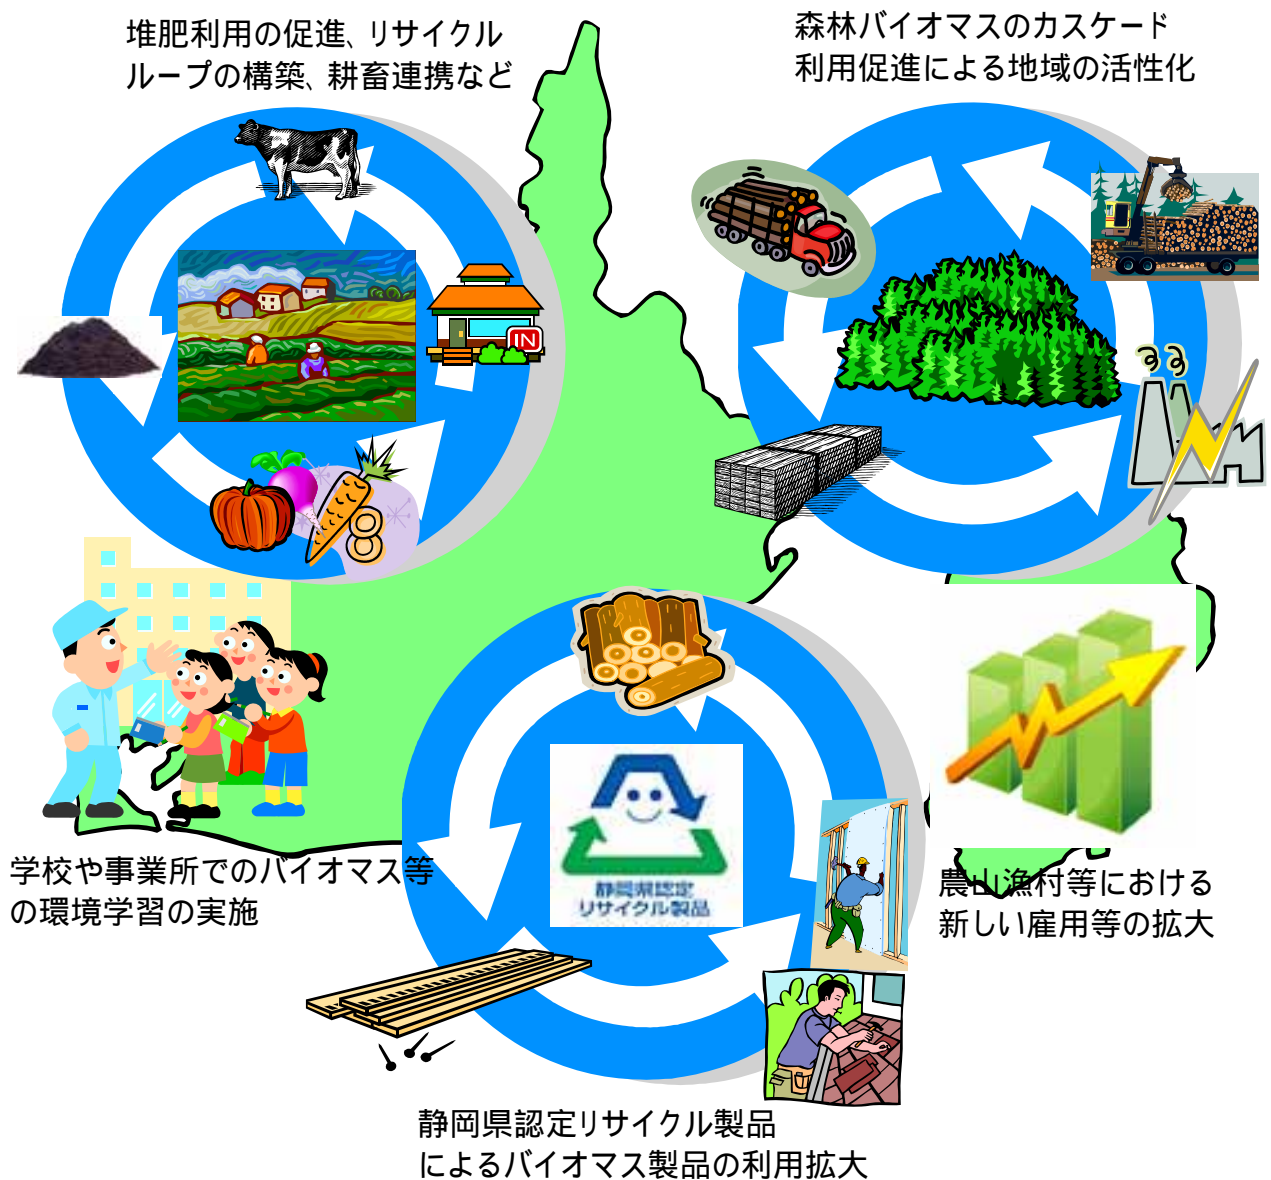 堆肥利用の促進、リサイクル
ループの構築、耕畜連携など
森林バイオマスのカスケード
利用促進による地域の活性化
IN
静岡県認定
リサイクル製品
学校や事業所でのバイオマス等
の環境学習の実施
農山漁村等における
新しい雇用等の拡大
静岡県認定リサイクル製品
によるバイオマス製品の利用拡大